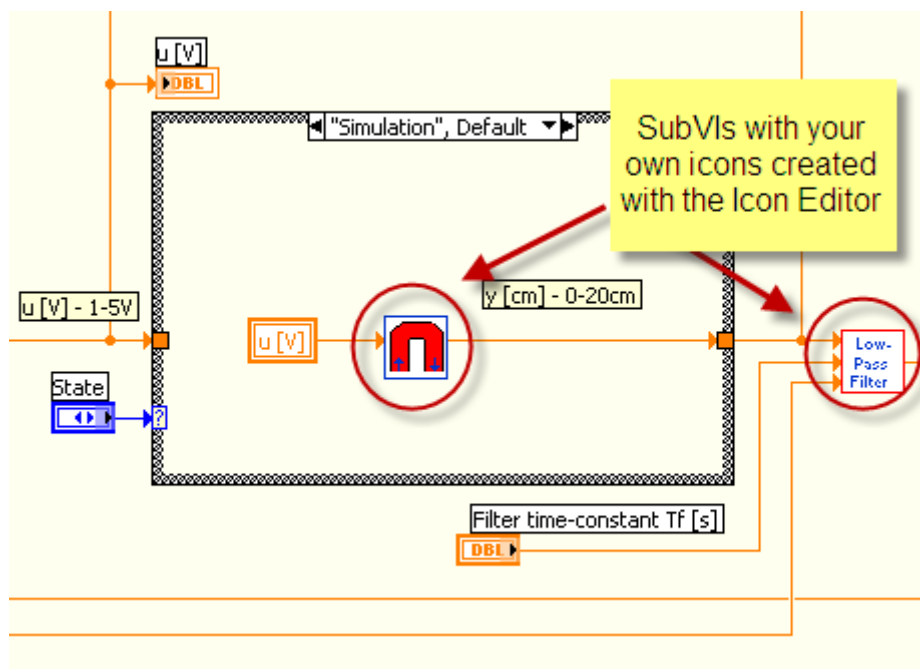 u [V]
DBL
"Simulation", Default
SubVIs with your
own icons created
with the Icon Editor
u [V] - 1-5V
y [cm] - 0-20cm
u [V]
Low-
Pass
Filter
State
?
Filter time-constant Tf [s]
DBL